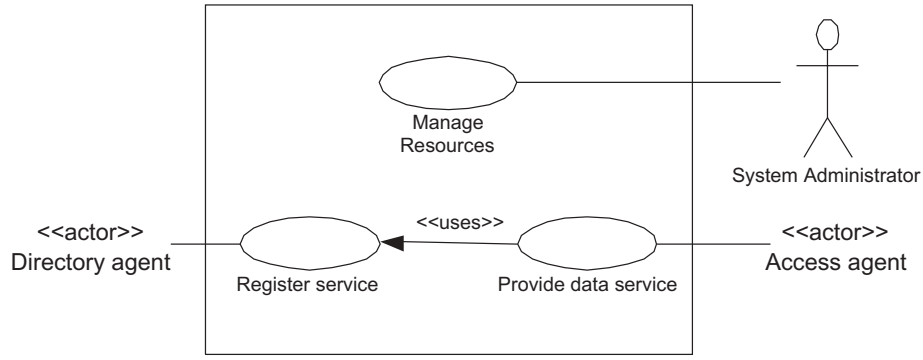 Manage
Resources
System Administrator
<<actor>>
Directory agent
<<uses>>
<<actor>>
Access agent
Register service
Provide data service